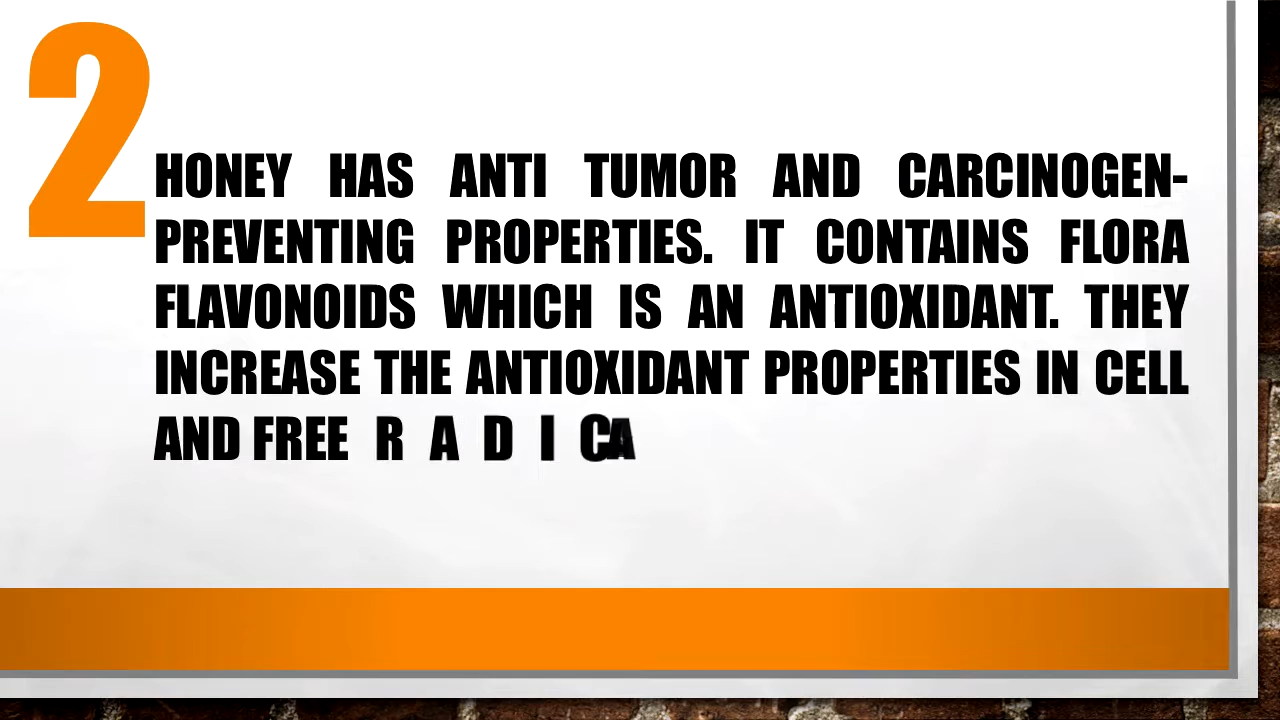 2
HONEY HAS ANTI TUMOR AND CARCINOGEN-
PREVENTING PROPERTIES. IT CONTAINS FLORA
FLAVONOIDS WHICH IS AN ANTIOXIDANT. THEY
INCREASE THE ANTIOXIDANT PROPERTIES IN CELL
AND FREE R A D I CA